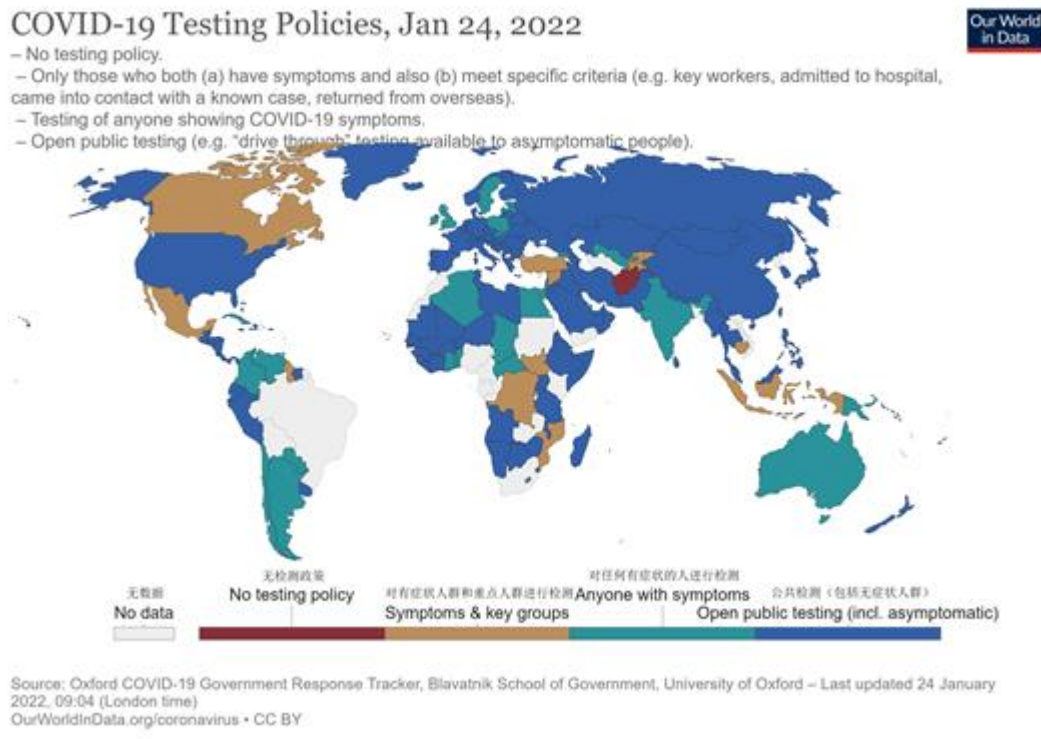 COVID-19 Testing Policies, Jan 24, 2022
Our World
in Data
– No testing policy.
– Only those who both (a) have symptoms and also (b) meet specific criteria (e.g. key workers, admitted to hospital,
came into contact with a known case, returned from overseas).
– Testing of anyone showing COVID-19 symptoms.
– Open public testing (e.g. "drive through" testing available to asymptomatic people).
无数据
No data
无检测政策
No testing policy
对有症状人群和重点人群进行检测
Symptoms & key groups
对任何有症状的人进行检测
Anyone with symptoms
公共检测（包括无症状人群）
Open public testing (incl. asymptomatic)
Source: Oxford COVID-19 Government Response Tracker, Blavatnik School of Government, University of Oxford – Last updated 24 January
2022, 09:04 (London time)
OurWorldInData.org/coronavirus • CC BY